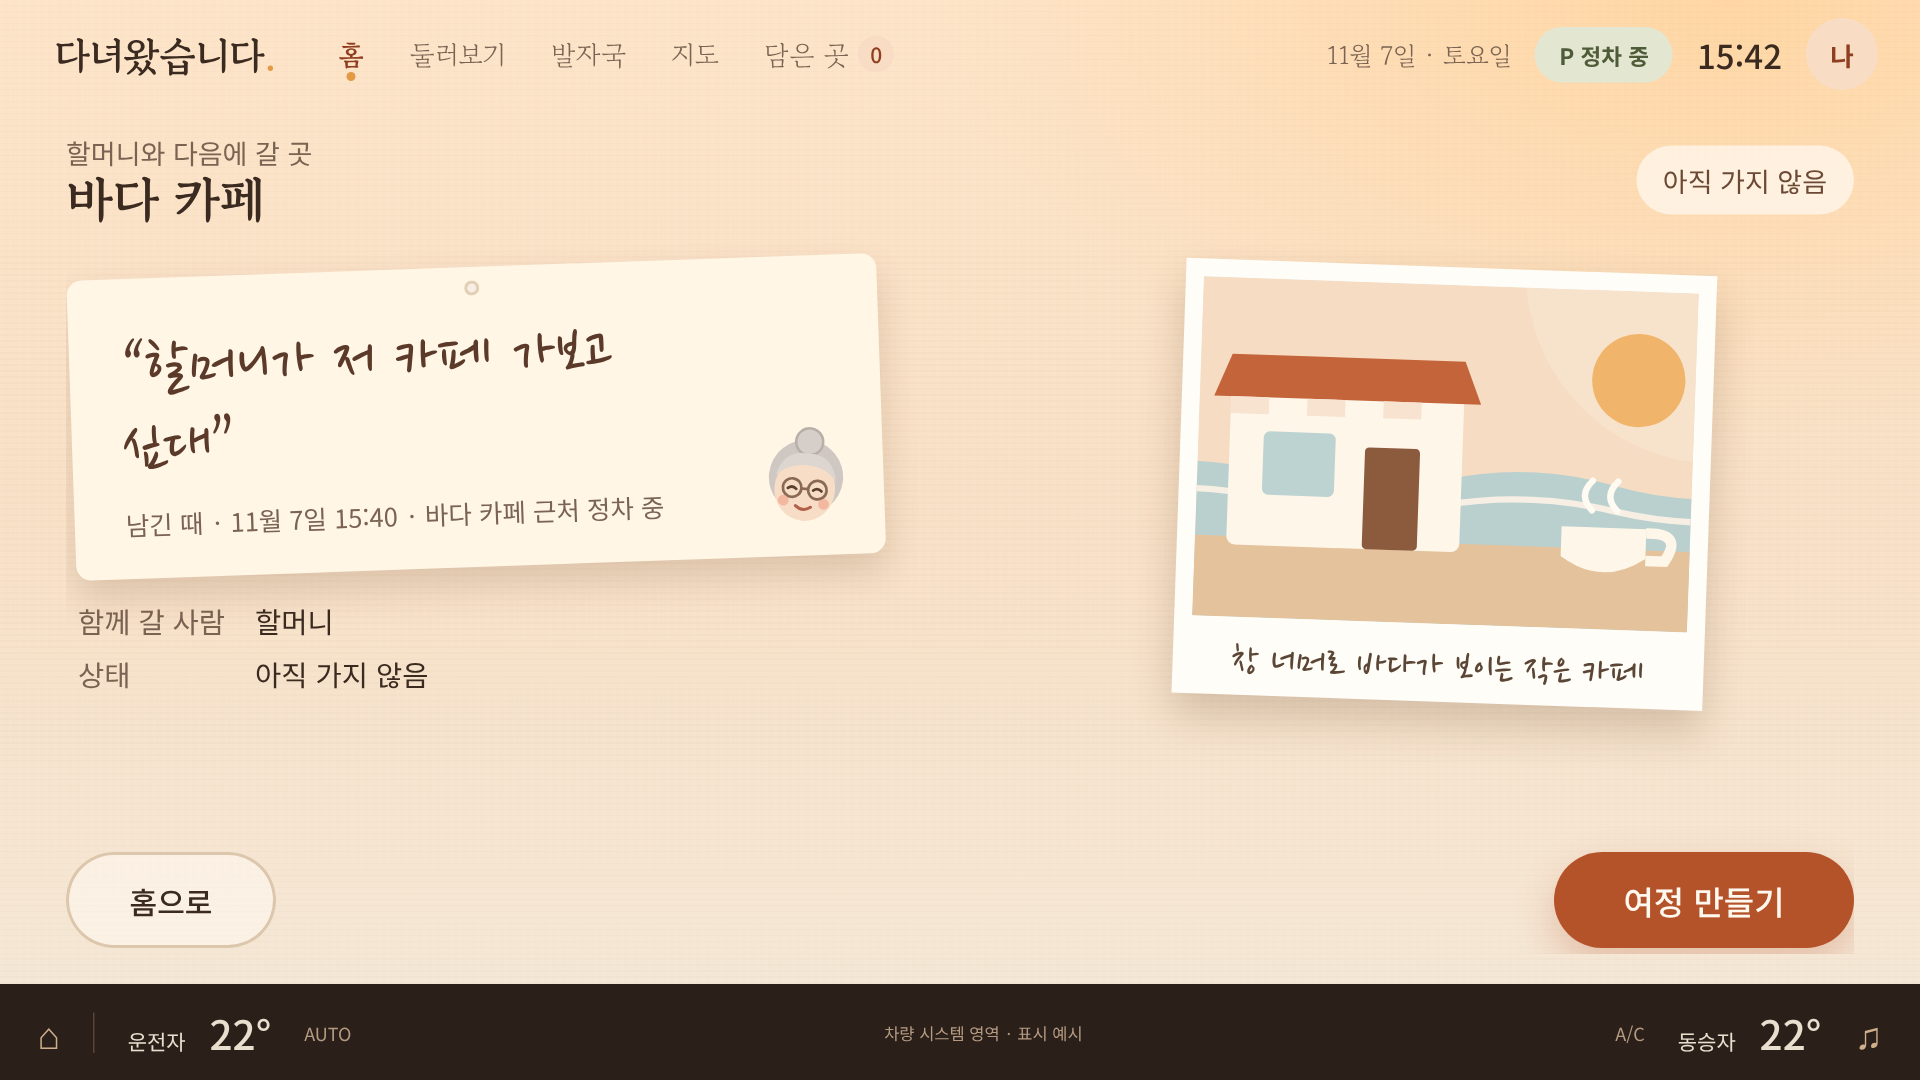 다녀왔습니다.
홈 둘러보기 발자국 지도 담은 곳 0
11월 7일 · 토요일 P 정차 중 15:42 나
할머니와 다음에 갈 곳
바다 카페
아직 가지 않음
“할머니가 저 카페 가보고
싶대”
남긴 때 · 11월 7일 15:40 · 바다 카페 근처 정차 중
창 너머로 바다가 보이는 작은 카페
함께 갈 사람 할머니
상태 아직 가지 않음
홈으로
여정 만들기
운전자 22° AUTO
차량 시스템 영역 · 표시 예시
A/C 동승자 22°